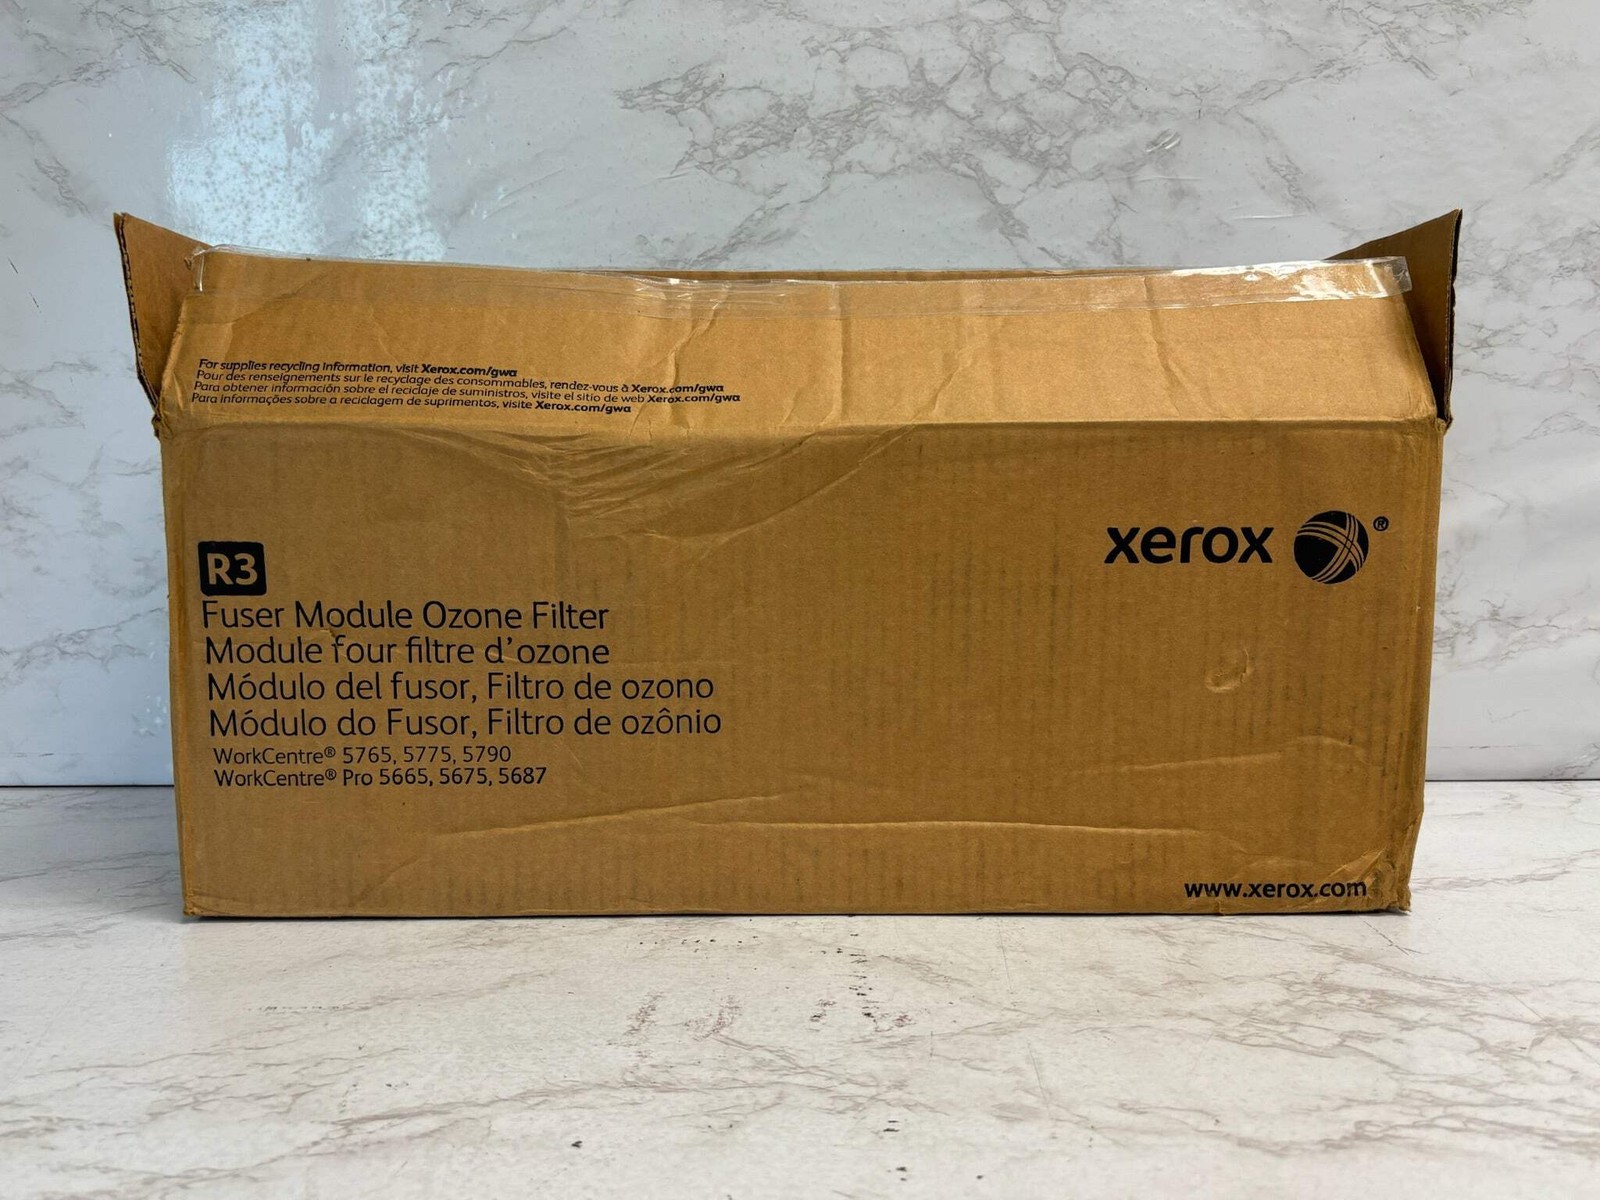 For supplies recycling information, visit Xerox.com/gwa
Pour des renseignements sur le recyclage des consommables, rendez-vous à Xerox.com/gwa
Para obtener información sobre el reciclaje de suministros, visite el sitio de web Xerox.com/gwa
Para informações sobre a reciclagem de suprimentos, visite Xerox.com/gwa
xerox ®
R3
Fuser Module Ozone Filter
Module four filtre d'ozone
Módulo del fusor, Filtro de ozono
Módulo do Fusor, Filtro de ozônio
WorkCentre® 5765, 5775, 5790
WorkCentre® Pro 5665, 5675, 5687
www.xerox.com